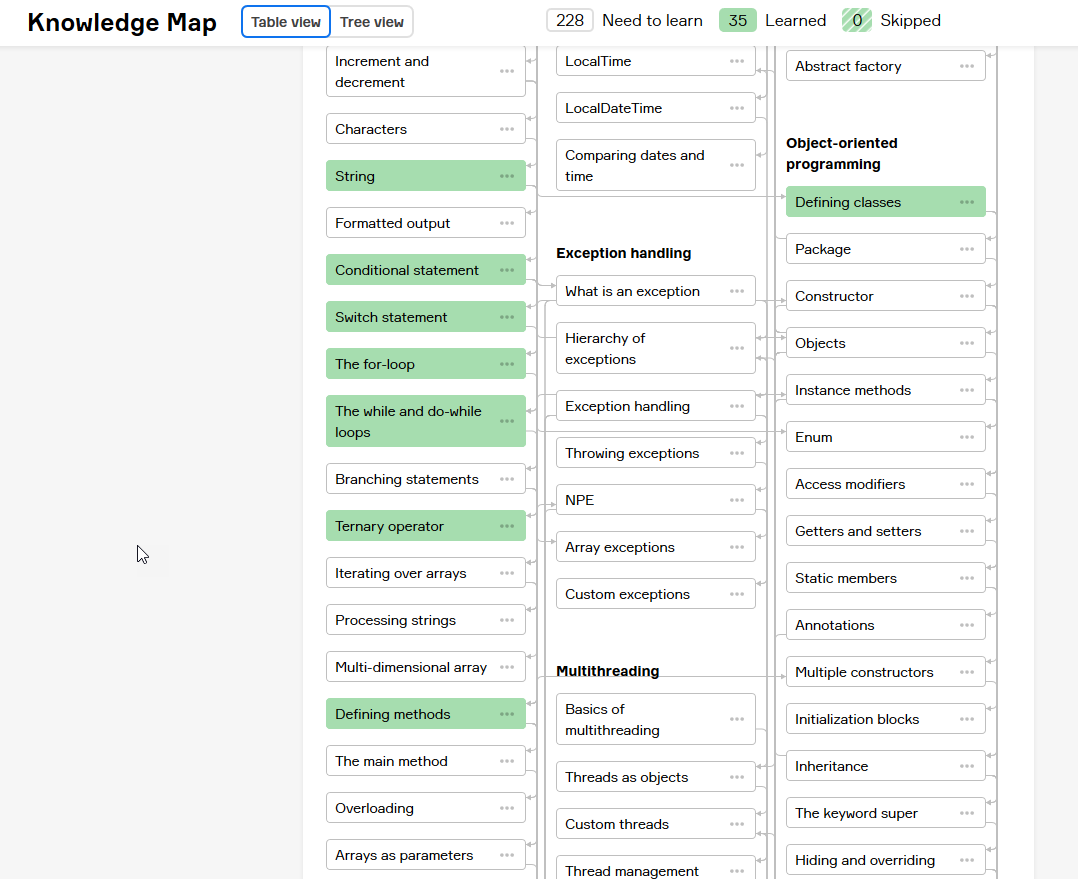 Knowledge Map
Table view
Tree view
228 Need to learn
35 Learned
0 Skipped
Increment and
decrement
Characters
String
Formatted output
Conditional statement
Switch statement
The for-loop
The while and do-while
loops
Branching statements
Ternary operator
Iterating over arrays
Processing strings
Multi-dimensional array
Defining methods
The main method
Overloading
Arrays as parameters
LocalTime
LocalDateTime
Comparing dates and
time
Exception handling
What is an exception
Hierarchy of
exceptions
Exception handling
Throwing exceptions
NPE
Array exceptions
Custom exceptions
Multithreading
Basics of
multithreading
Threads as objects
Custom threads
Thread management
Abstract factory
Object-oriented
programming
Defining classes
Package
Constructor
Objects
Instance methods
Enum
Access modifiers
Getters and setters
Static members
Annotations
Multiple constructors
Initialization blocks
Inheritance
The keyword super
Hiding and overriding